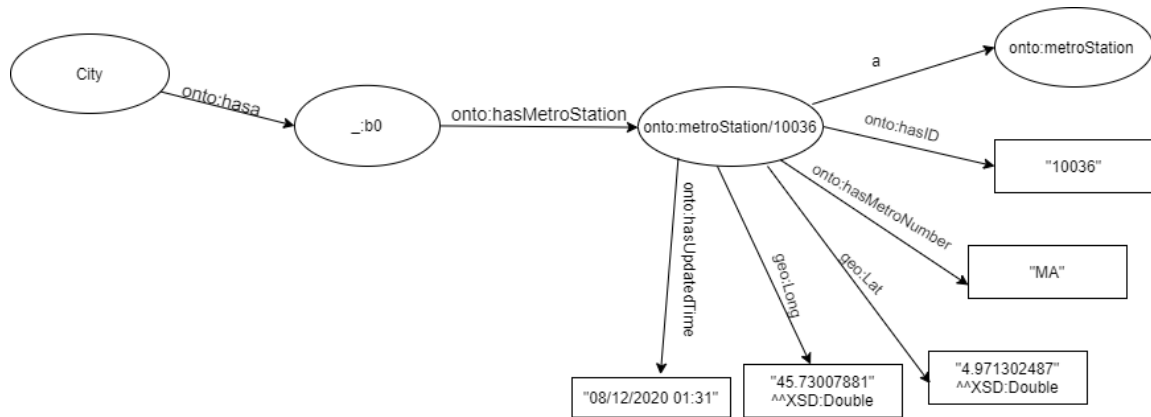 City
onto:hasa
_:b0
onto:hasMetroStation
onto:metroStation/10036
a
onto:metroStation
onto:hasID
"10036"
onto:hasMetroNumber
"MA"
geo:Lat
"4.971302487"
^^XSD:Double
geo:Long
"45.73007881"
^^XSD:Double
onto:hasUpdatedTime
"08/12/2020 01:31"